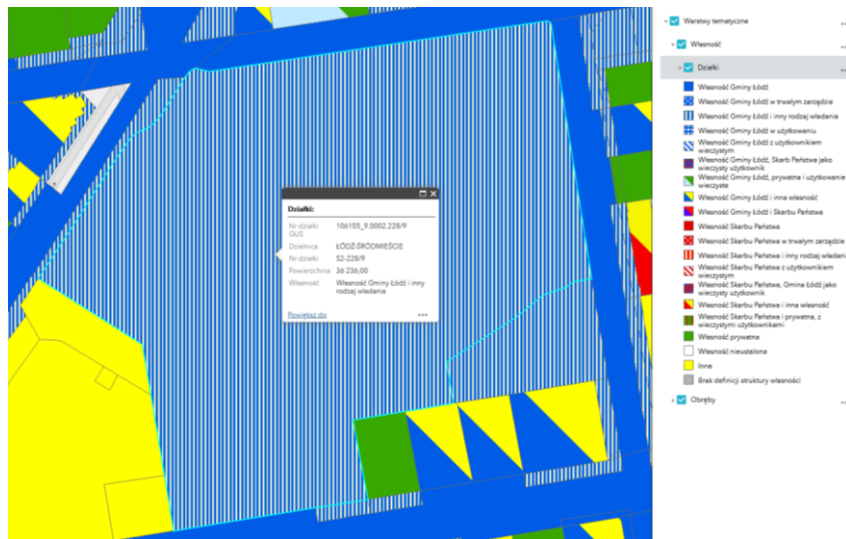 Działki:
Nr działki GUS
106105_9.0002.228/9
Dzielnica
ŁÓDŹ-ŚRÓDMIEŚCIE
Nr działki
S2-228/9
Powierzchnia
36 236,00
Własność
Własność Gminy Łódź i inny
rodzaj władania
Powiększ do
Warstwy tematyczne
Własność
Działki
Własność Gminy Łódź
Własność Gminy Łódź w trwałym zarządzie
Własność Gminy Łódź i inny rodzaj władania
Własność Gminy Łódź w użytkowaniu
Własność Gminy Łódź z użytkownikiem
wieczystym
Własność Gminy Łódź, Skarb Państwa jako
wieczysty użytkownik
Własność Gminy Łódź, prywatna i użytkowanie
wieczyste
Własność Gminy Łódź i inna własność
Własność Gminy Łódź i Skarbu Państwa
Własność Skarbu Państwa
Własność Skarbu Państwa w trwałym zarządzie
Własność Skarbu Państwa i inny rodzaj władani
Własność Skarbu Państwa z użytkownikiem
wieczystym
Własność Skarbu Państwa, Gmina Łódź jako
wieczysty użytkownik
Własność Skarbu Państwa i inna własność
Własność Skarbu Państwa i prywatne, z
wieczystymi użytkownikami
Własność prywatna
Własność nieustalona
Inne
Brak definicji struktury własności
Obręby